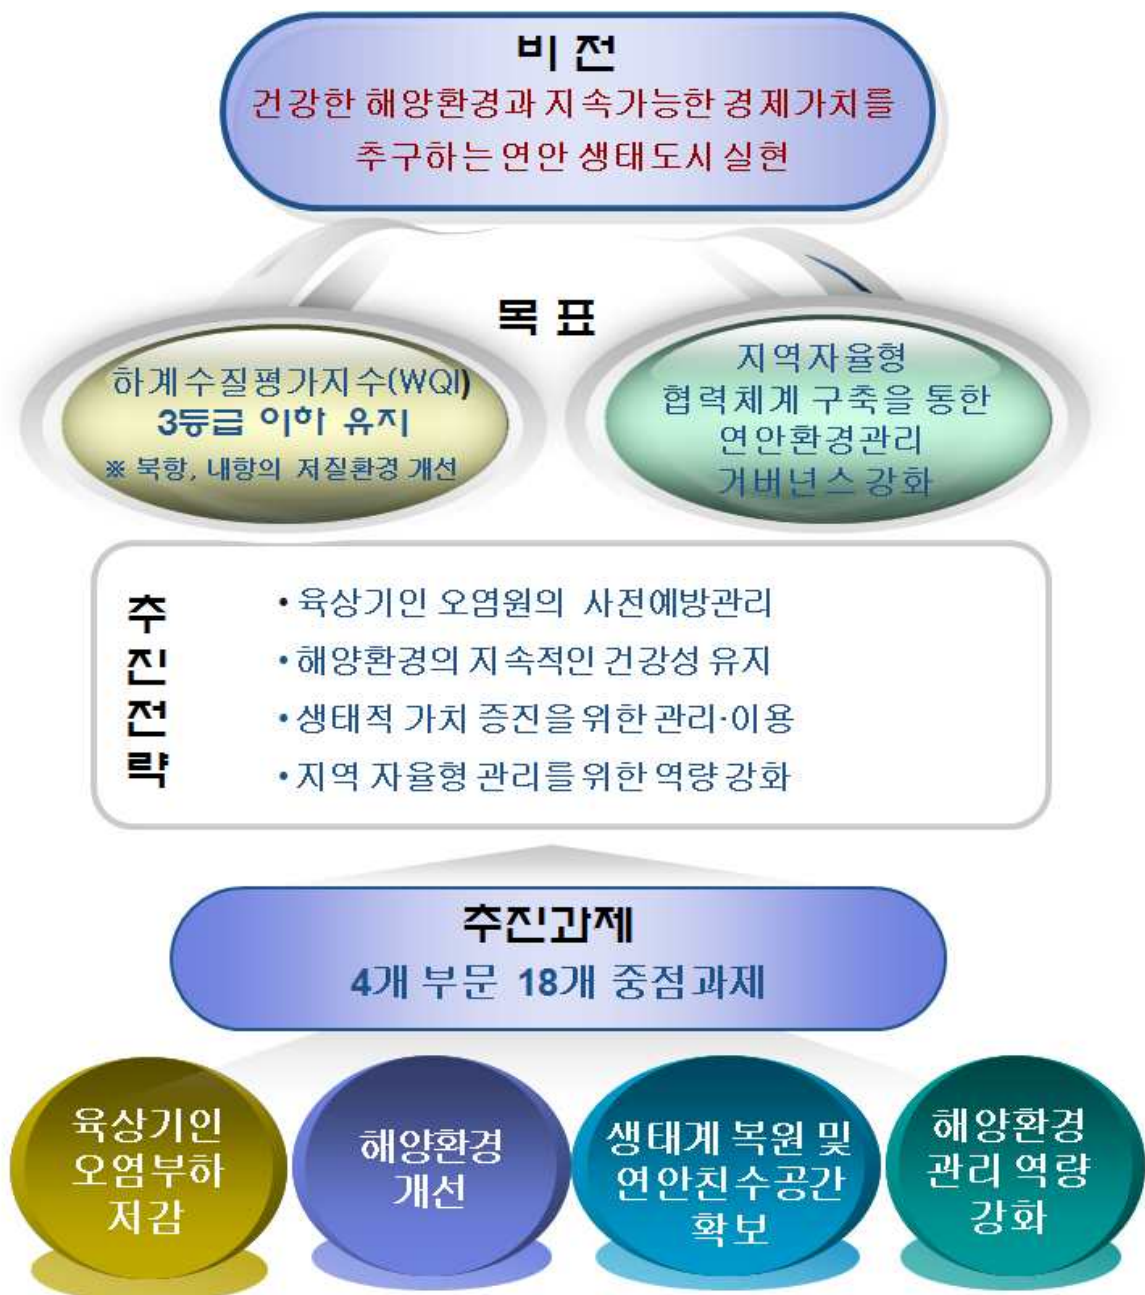 비 전
건강한 해양환경과 지속가능한 경제가치를
추구하는 연안 생태도시 실현
목 표
하계수질평가지수(WQI)
3등급 이하 유지
※ 북항, 내항의 저질환경 개선
지역자율형
협력체계 구축을 통한
연안환경관리
거버넌스 강화
추
진
전
략
• 육상기인 오염원의 사전예방관리
• 해양환경의 지속적인 건강성 유지
• 생태적 가치 증진을 위한 관리·이용
• 지역 자율형 관리를 위한 역량 강화
추진과제
4개 부문 18개 중점과제
육상기인
오염부하
저감
해양환경
개선
생태계 복원 및
연안친수공간
확보
해양환경
관리 역량
강화